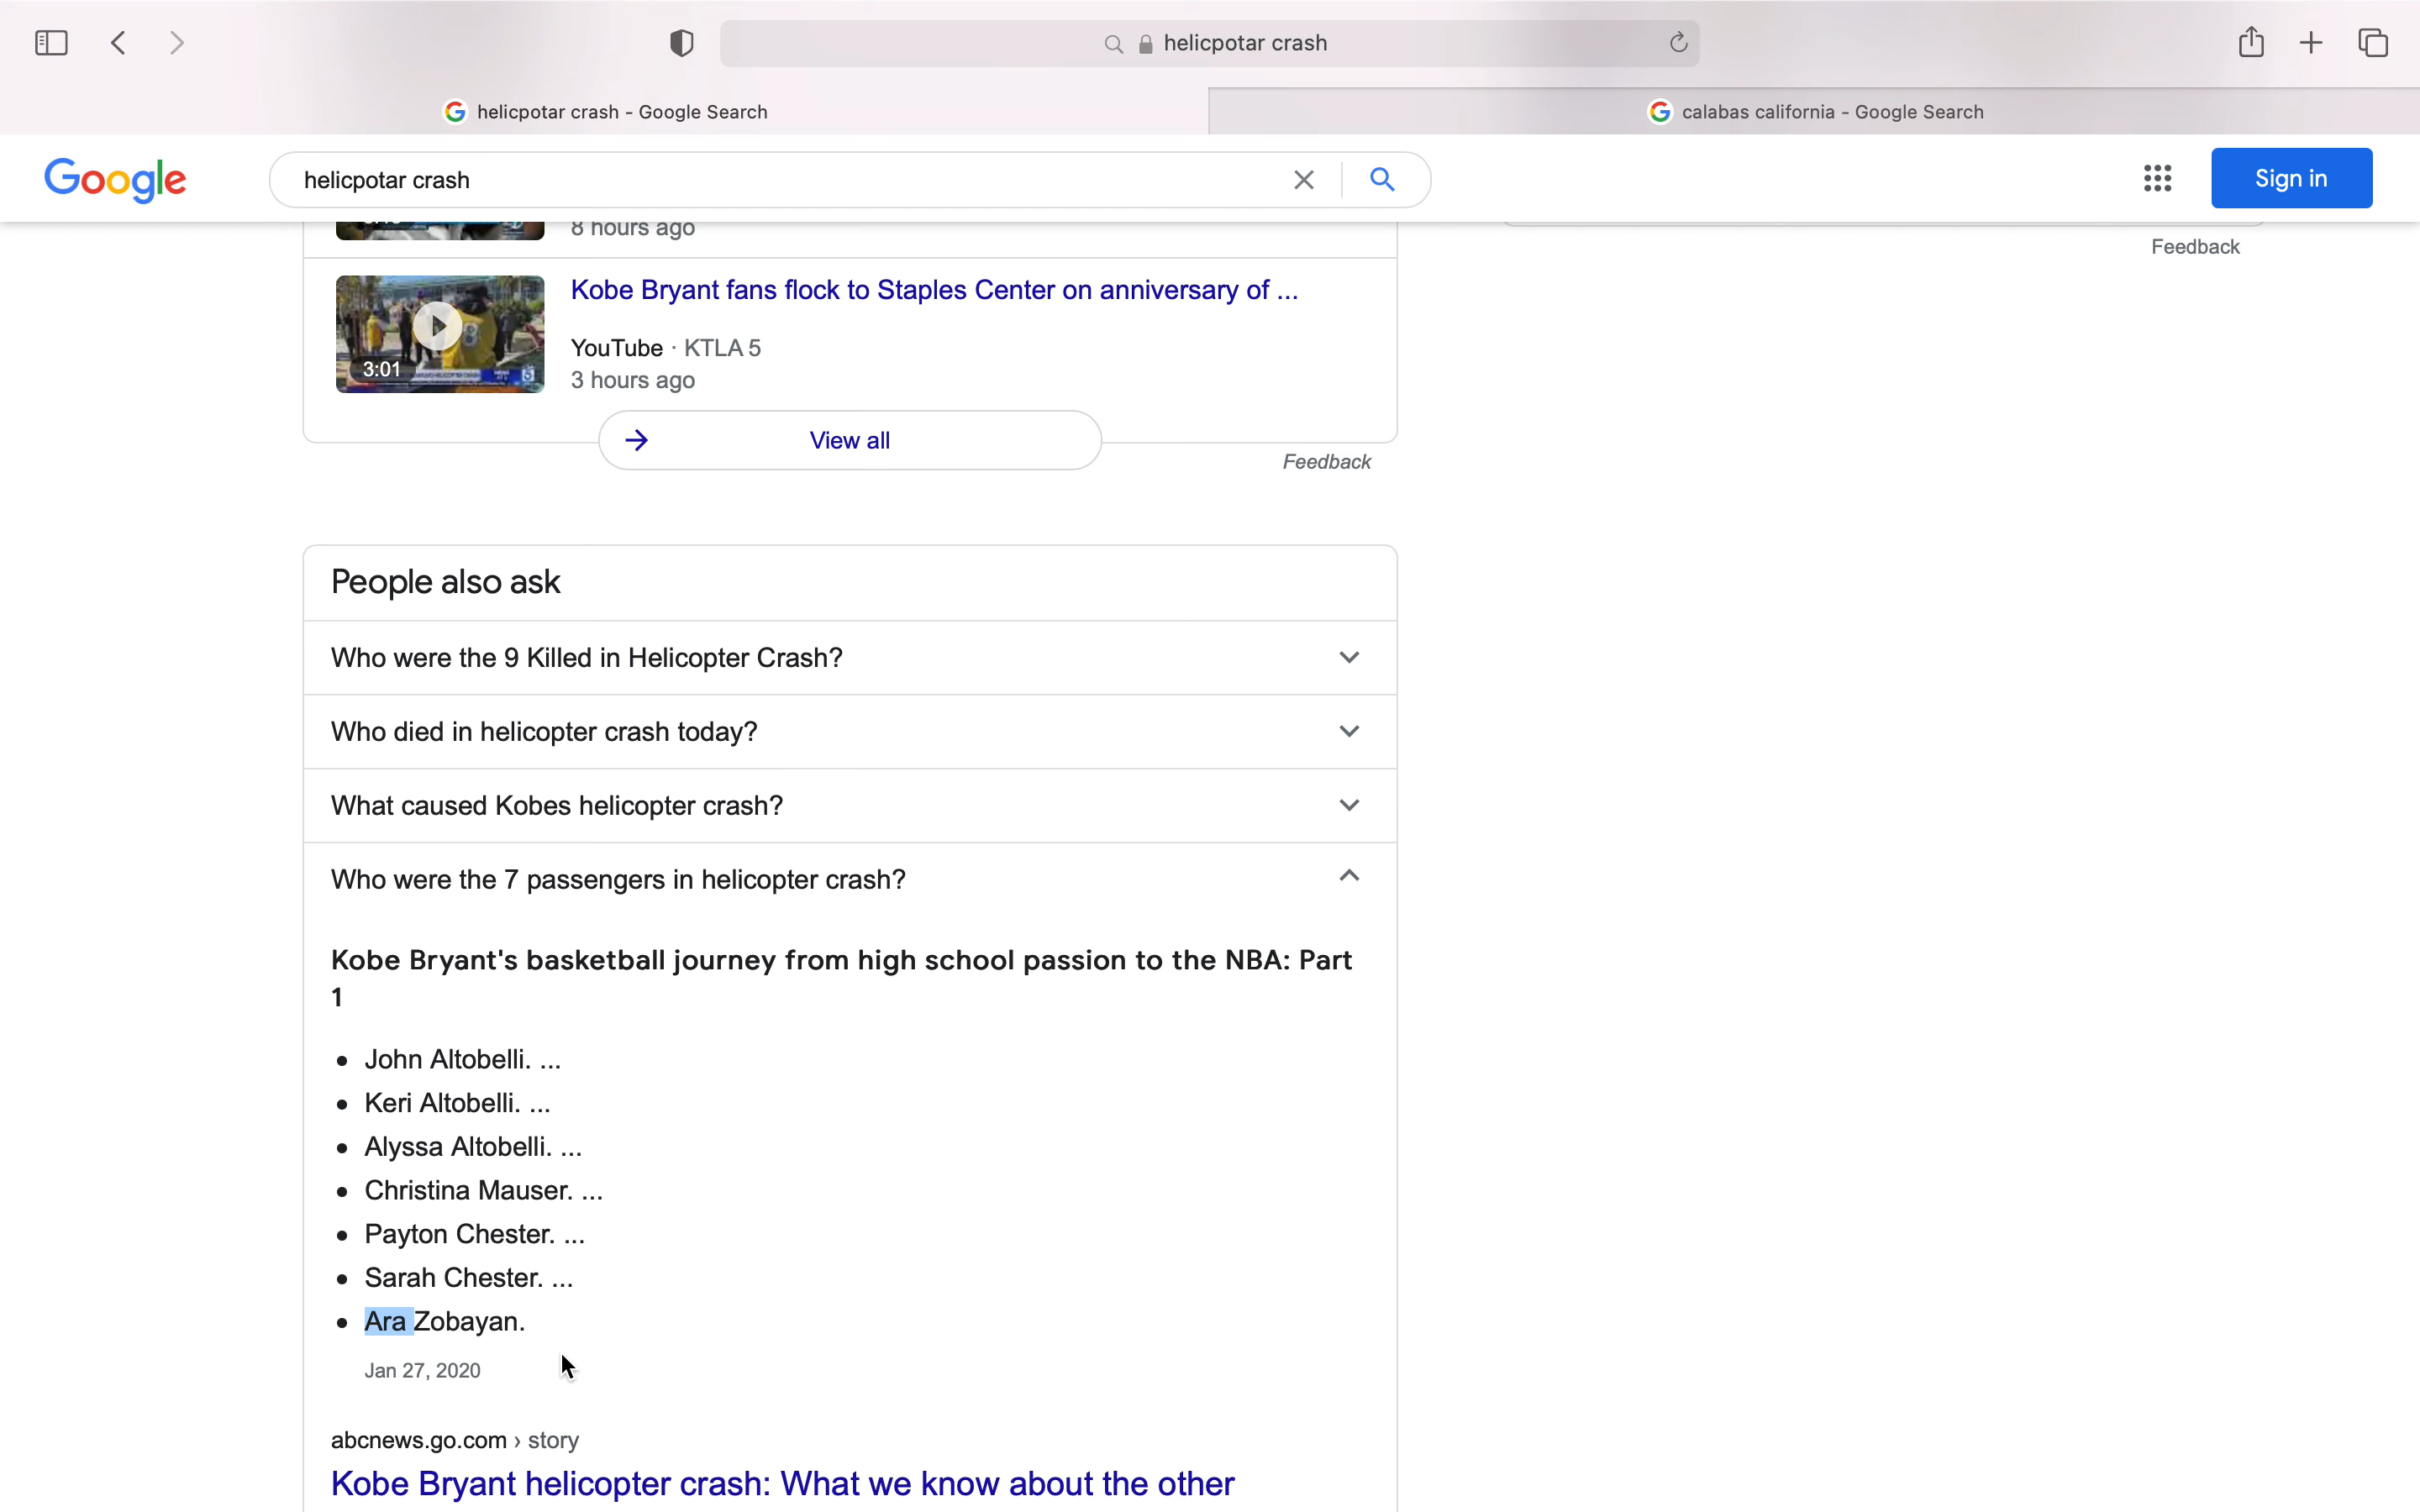 helicpotar crash
helicpotar crash - Google Search
calabas california - Google Search
Google
helicpotar crash
Sign in
8 hours ago
Feedback
Kobe Bryant fans flock to Staples Center on anniversary of ...
YouTube · KTLA 5
3:01
3 hours ago
View all
Feedback
People also ask
Who were the 9 Killed in Helicopter Crash?
Who died in helicopter crash today?
What caused Kobes helicopter crash?
Who were the 7 passengers in helicopter crash?
Kobe Bryant's basketball journey from high school passion to the NBA: Part
1
• John Altobelli. ...
• Keri Altobelli. ...
• Alyssa Altobelli. ...
• Christina Mauser. ...
• Payton Chester. ...
• Sarah Chester. ...
• Ara Zobayan.
Jan 27, 2020
abcnews.go.com › story
Kobe Bryant helicopter crash: What we know about the other